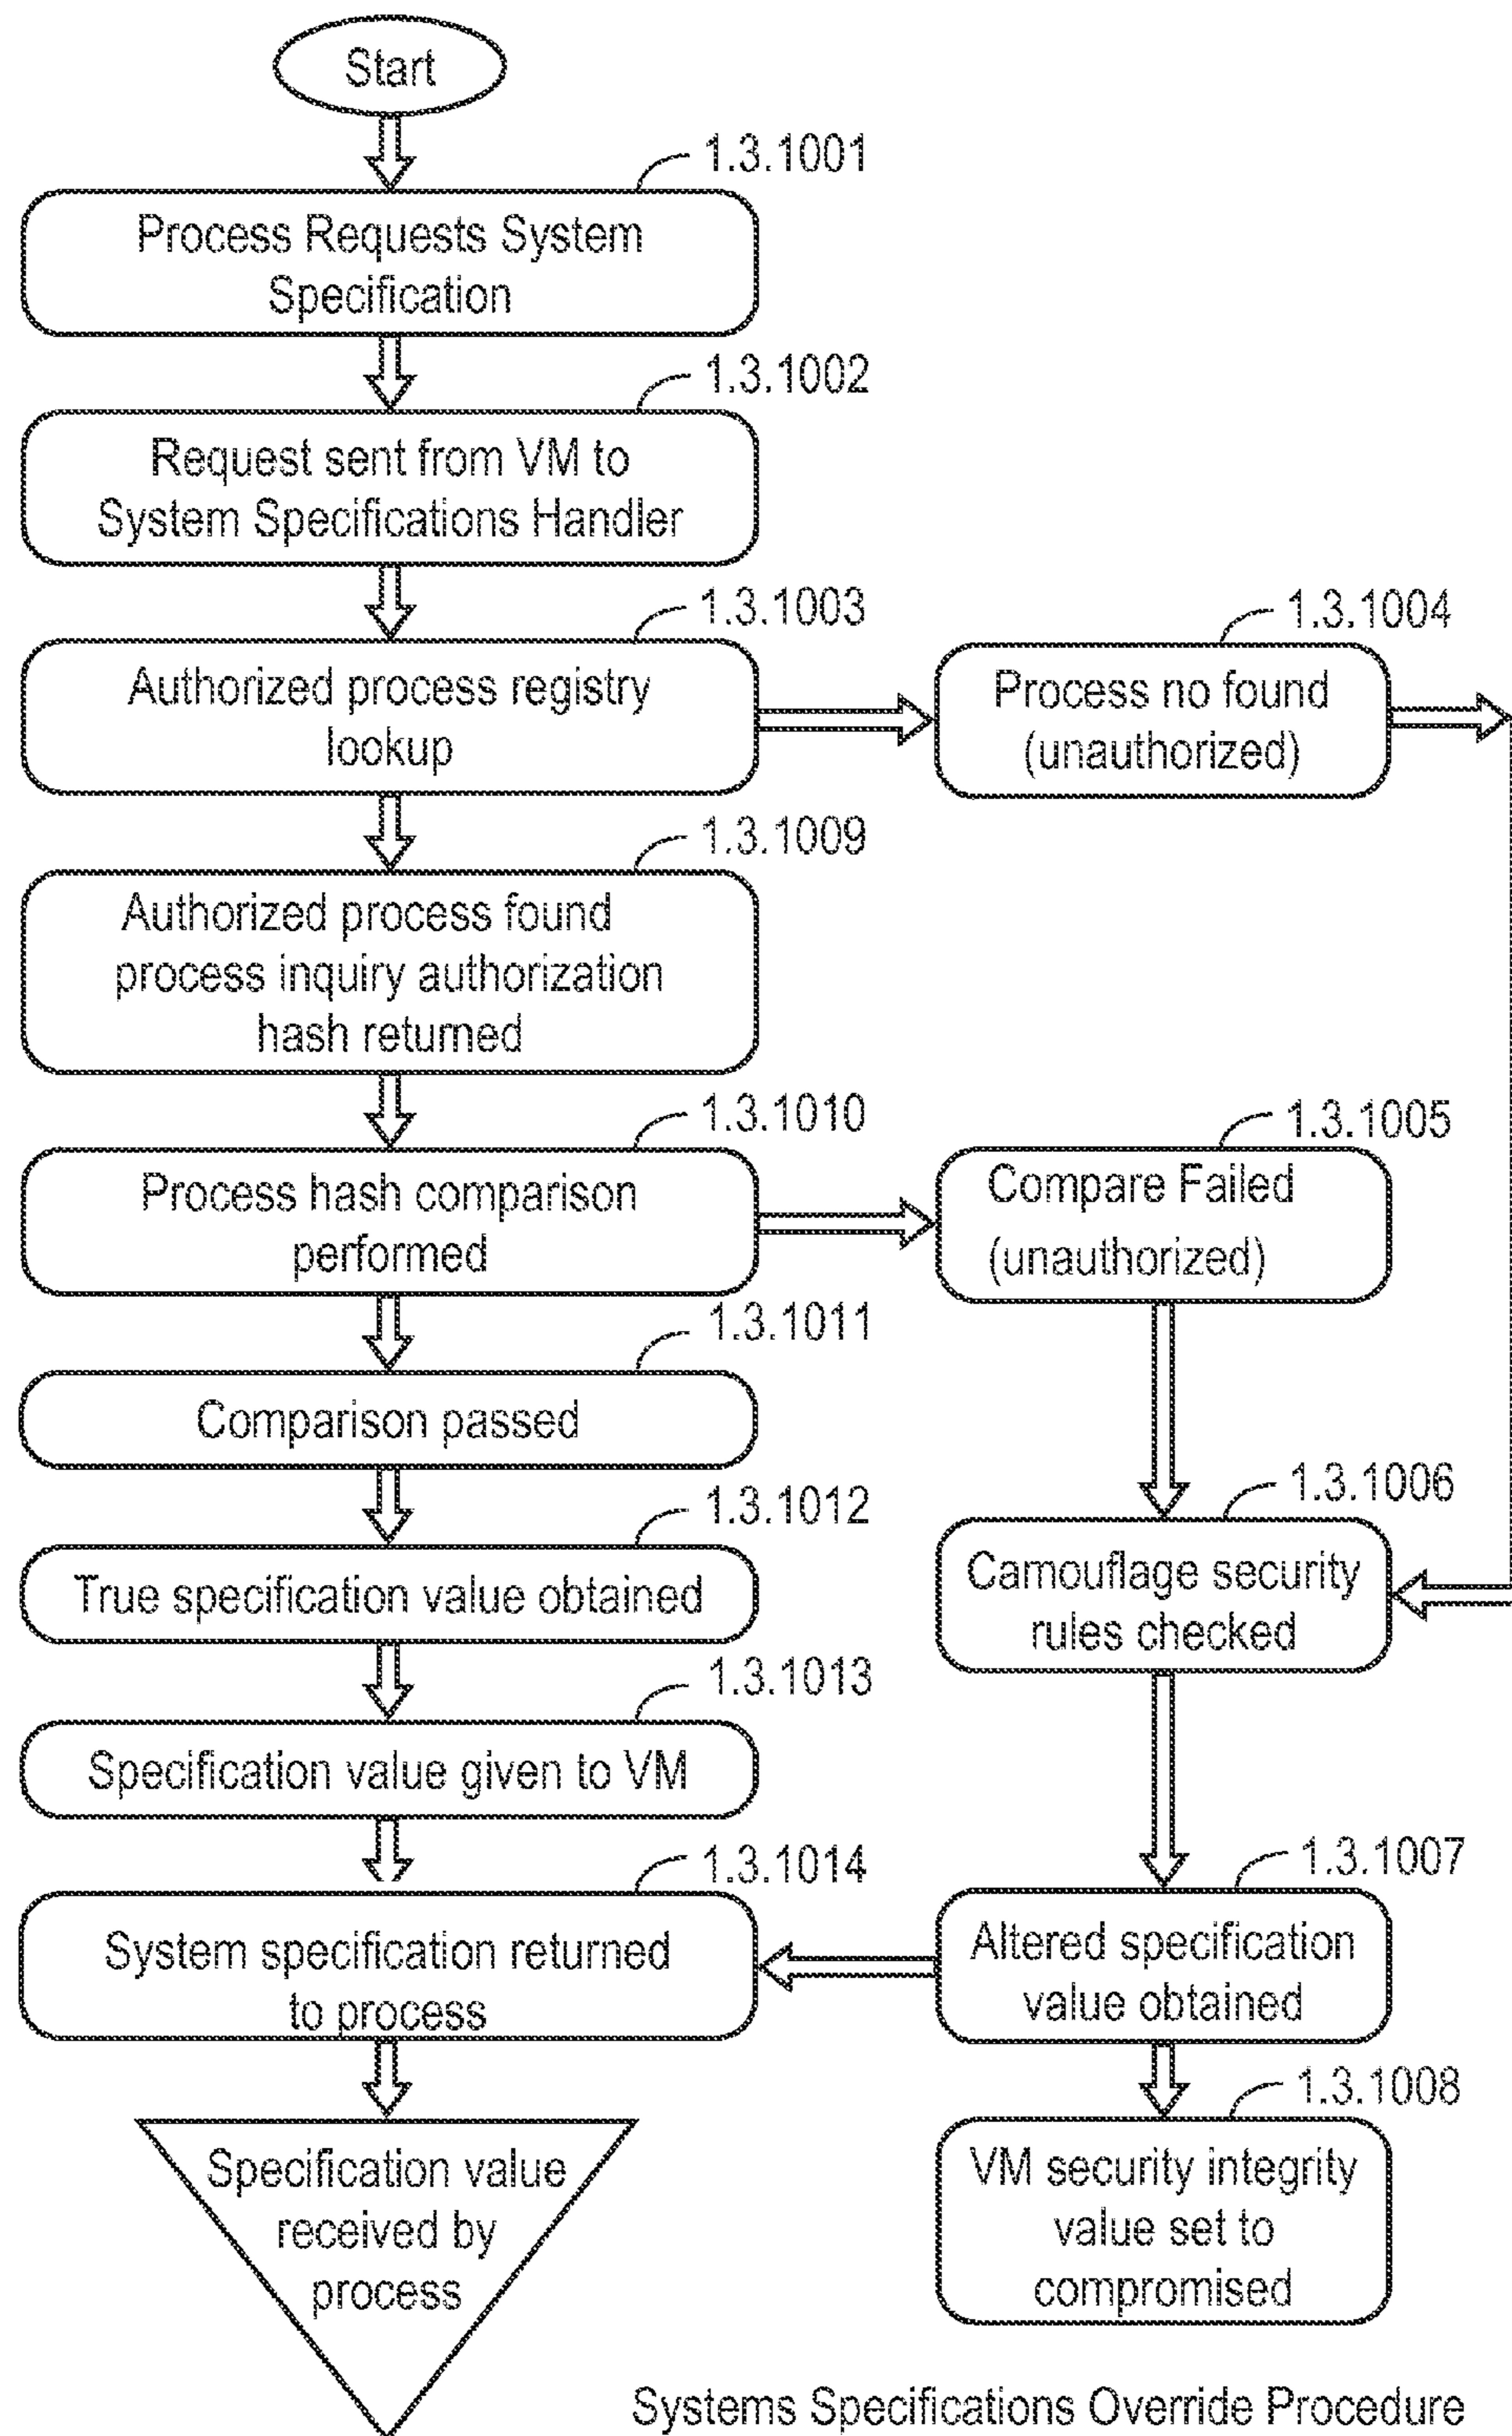 Start
1.3.1001
Process Requests System
Specification
1.3.1002
Request sent from VM to
System Specifications Handler
1.3.1003
Authorized process registry
lookup
1.3.1004
Process no found
(unauthorized)
1.3.1009
Authorized process found
process inquiry authorization
hash returned
1.3.1010
Process hash comparison
performed
1.3.1005
Compare Failed
(unauthorized)
1.3.1011
Comparison passed
1.3.1012
True specification value obtained
1.3.1006
Camouflage security
rules checked
1.3.1013
Specification value given to VM
1.3.1014
System specification returned
to process
1.3.1007
Altered specification
value obtained
Specification value
received by
process
1.3.1008
VM security integrity
value set to
compromised
Systems Specifications Override Procedure